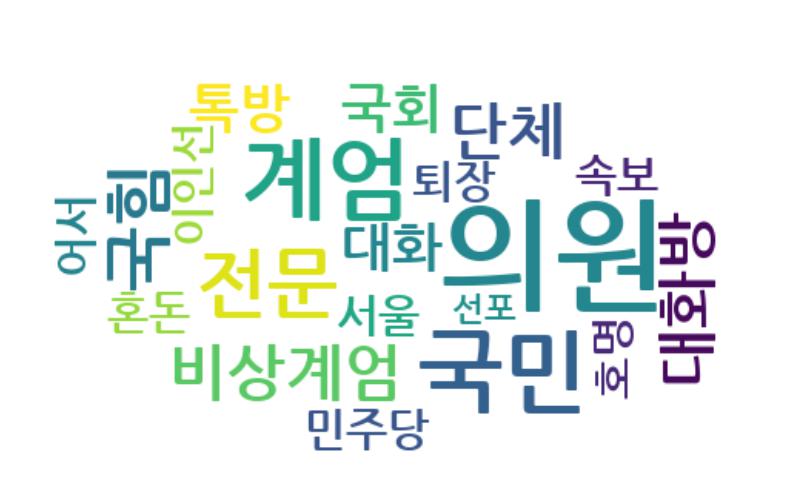 톡방
국회
단체
이인선
계엄
퇴장
속보
국힘
어서
대화
의원
대화방
전문
혼돈
서울
선포
호명
비상계엄
국민
민주당